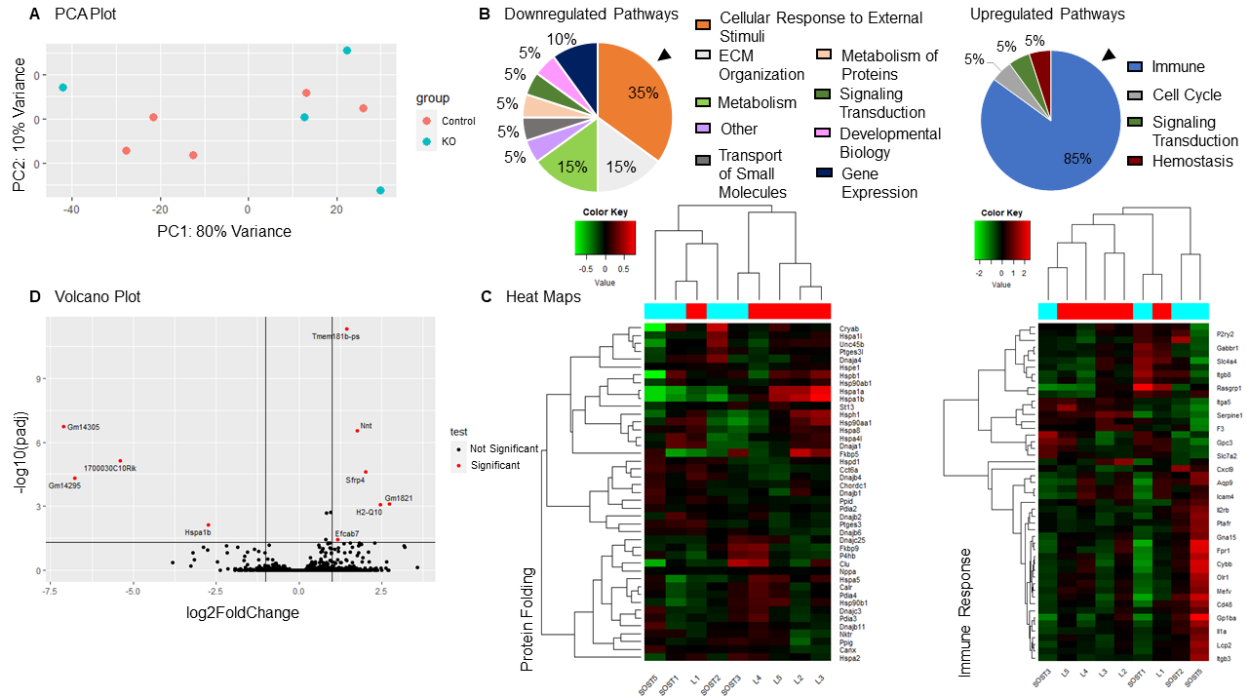 A PCA Plot
0
0
0
-40
-20
0
20
PC2: 10% Variance
PC1: 80% Variance
group
Control
KO
B Downregulated Pathways
10%
5%
5%
5%
5%
5%
15%
15%
35%
Cellular Response to External
Stimuli
ECM
Organization
Metabolism
Other
Transport
of Small
Molecules
Metabolism of
Proteins
Signaling
Transduction
Developmental
Biology
Gene
Expression
Upregulated Pathways
5%
5%
5%
85%
Immune
Cell Cycle
Signaling
Transduction
Hemostasis
D Volcano Plot
Tmem181b-ps
Gm14305
1700030C10Rik
Gm14295
Hspa1b
Nnt
Sfrp4
Gm1821
H2-Q10
Efcab7
9
6
3
0
-7.5
-5.0
-2.5
0.0
2.5
-log10(padj)
log2FoldChange
test
Not Significant
Significant
C Heat Maps
Color Key
-0.5
0
0.5
Value
Protein Folding
Cryab
Hspa1l
Unc45b
Ptges3l
Dnaja4
Hspe1
Hspb1
Hsp90ab1
Hspa1a
Hspa1b
St13
Hsph1
Hsp90aa1
Hspa8
Hspa4l
Dnaja1
Fkbp5
Hspd1
Cct6a
Dnajb4
Chordc1
Dnajb1
Ppid
Pdia2
Dnajb2
Ptges3
Dnajb6
Dnajc25
Fkbp9
P4hb
Clu
Nppa
Hspa5
Calr
Pdia4
Hsp90b1
Dnajc3
Pdia3
Dnajb11
Nktr
Ppig
Canx
Hspa2
SOST5
SOST1
L1
SOST2
SOST3
L4
L5
L2
L3
Color Key
-2
0
2
Value
Immune Response
P2ry2
Gabbr1
Slc4a4
Itgb8
Rasgrp1
Itga5
Serpine1
F3
Gpc3
Slc7a2
Cxcl9
Aqp9
Icam4
Il2rb
Ptafr
Gna15
Fpr1
Cybb
Olr1
Mefv
Cd48
Gp1ba
Il1a
Lcp2
Itgb3
SOST3
L5
L4
L3
L2
SOST1
L1
SOST2
SOST5